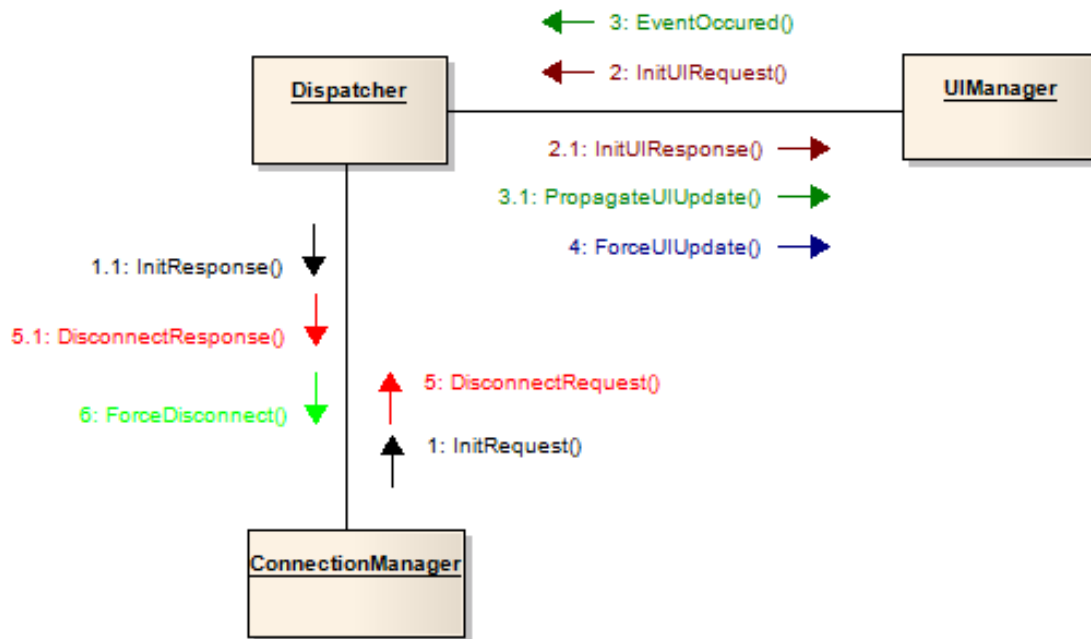 3: EventOccured()
2: InitUIRequest()
Dispatcher
UIManager
2.1: InitUIResponse()
3.1: PropagateUIUpdate()
4: ForceUIUpdate()
1.1: InitResponse()
5.1: DisconnectResponse()
5: DisconnectRequest()
6: ForceDisconnect()
1: InitRequest()
ConnectionManager